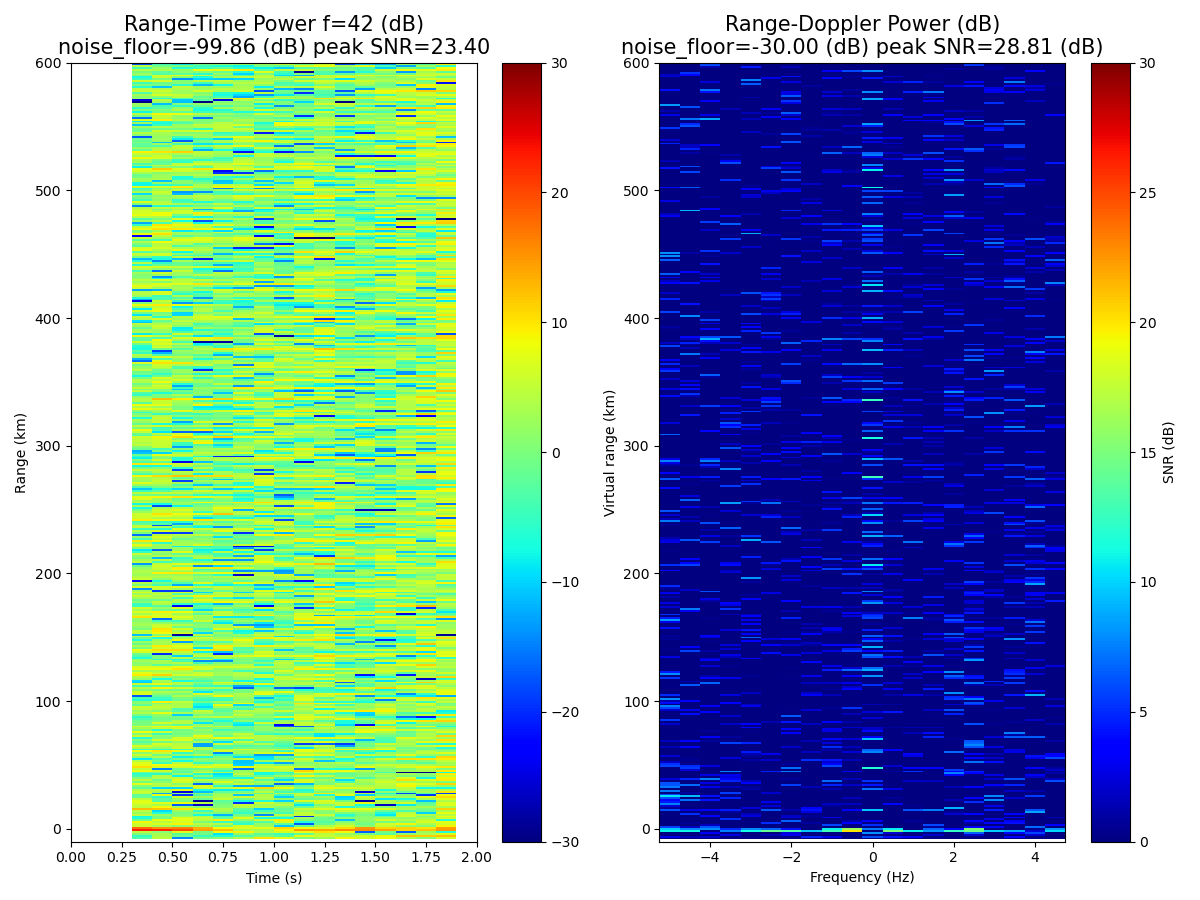 Range-Time Power f=42 (dB)
noise_floor=-99.86 (dB) peak SNR=23.40
600
500
400
300
200
100
0
Range (km)
0.00 0.25 0.50 0.75 1.00 1.25 1.50 1.75 2.00
Time (s)
30
20
10
0
−10
−20
−30
Range-Doppler Power (dB)
noise_floor=-30.00 (dB) peak SNR=28.81 (dB)
600
500
400
300
200
100
0
Virtual range (km)
−4 −2 0 2 4
Frequency (Hz)
30
25
20
15
10
5
0
SNR (dB)